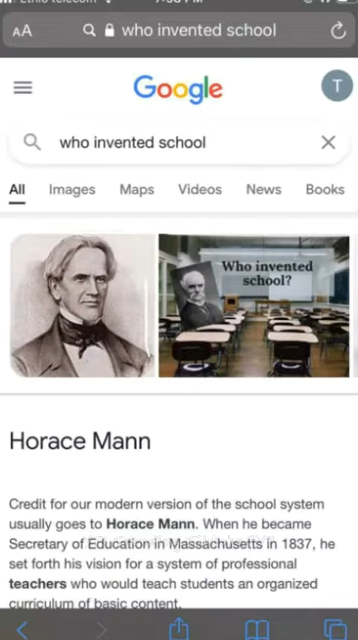 AA who invented school
Google
T
who invented school
All Images Maps Videos News Books
Who invented
school?
Horace Mann
Credit for our modern version of the school system
usually goes to Horace Mann. When he became
Secretary of Education in Massachusetts in 1837, he
set forth his vision for a system of professional
teachers who would teach students an organized
curriculum of basic content.